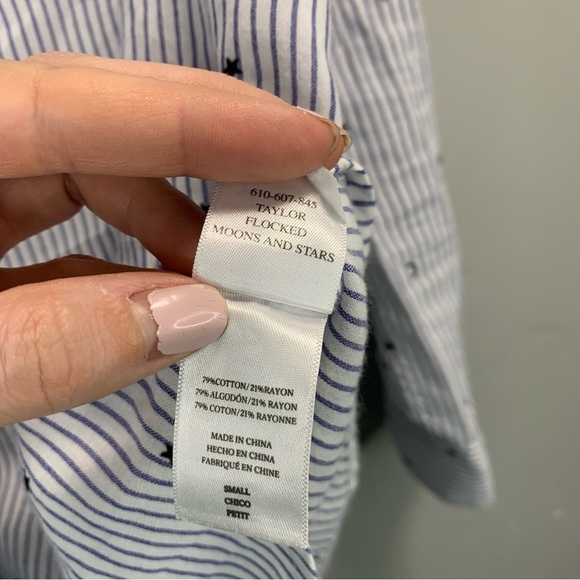 610-607-845
TAYLOR
FLOCKED
MOONS AND STARS
79%COTTON/21%RAYON
79% ALGODÓN/21% RAYON
79% COTON/21% RAYONNE
MADE IN CHINA
HECHO EN CHINA
FABRIQUÉ EN CHINE
SMALL
CHICO
PETIT